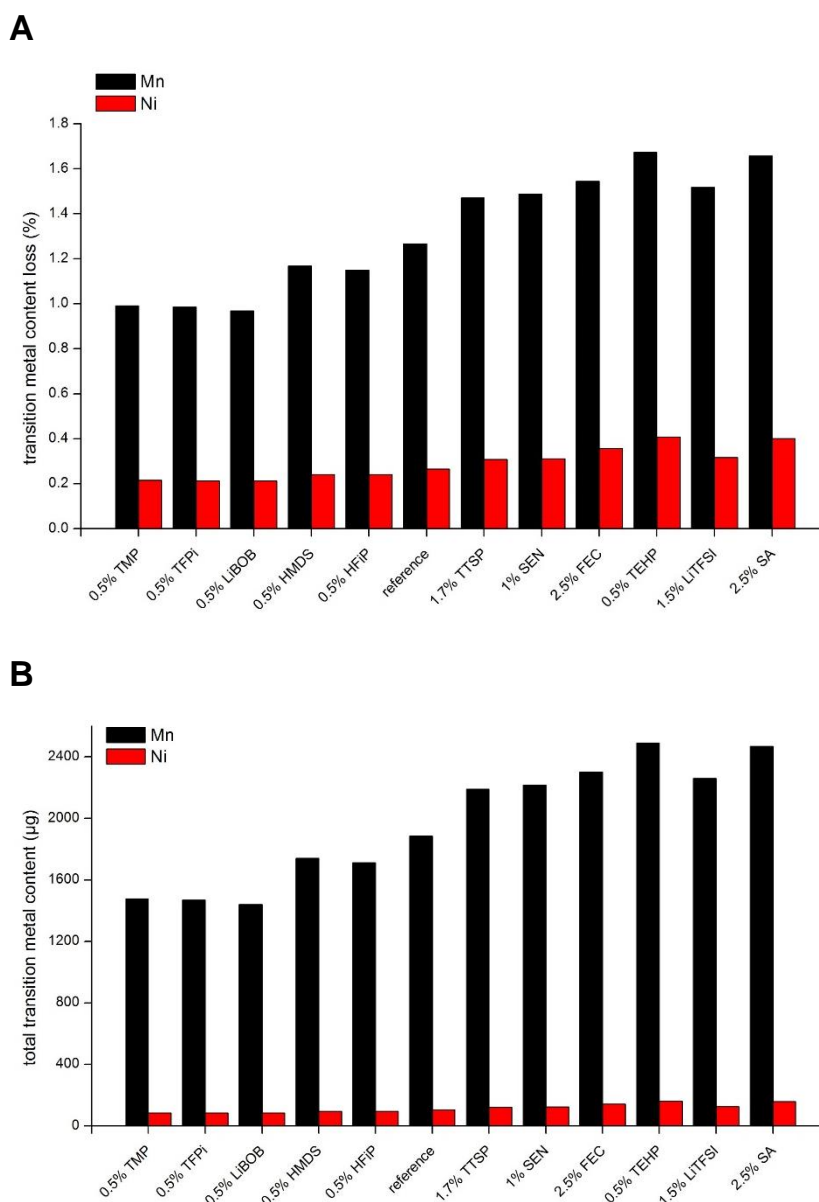 A
Mn
Ni
transition metal content loss (%)
1.8
1.6
1.4
1.2
1.0
0.8
0.6
0.4
0.2
0.0
0.5% TMP
0.5% TFPi
0.5% LiBOB
0.5% HMDS
0.5% HFiP
reference
1.7% TTSP
1% SEN
2.5% FEC
0.5% TEHP
1.5% LiTFSI
2.5% SA
B
Mn
Ni
total transition metal content (µg)
2400
2000
1600
1200
800
400
0
0.5% TMP
0.5% TFPi
0.5% LiBOB
0.5% HMDS
0.5% HFiP
reference
1.7% TTSP
1% SEN
2.5% FEC
0.5% TEHP
1.5% LiTFSI
2.5% SA